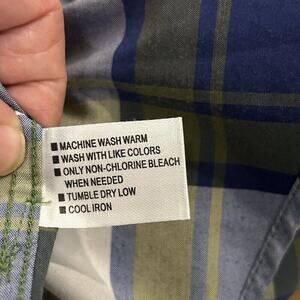 ■ MACHINE WASH WARM
■ WASH WITH LIKE COLORS
■ ONLY NON-CHLORINE BLEACH
WHEN NEEDED
■ TUMBLE DRY LOW
■ COOL IRON